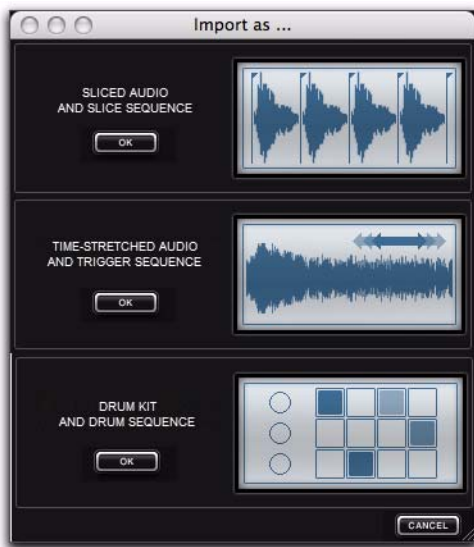 Import as ...
SLICED AUDIO
AND SLICE SEQUENCE
OK
TIME-STRETCHED AUDIO
AND TRIGGER SEQUENCE
OK
DRUM KIT
AND DRUM SEQUENCE
OK
CANCEL